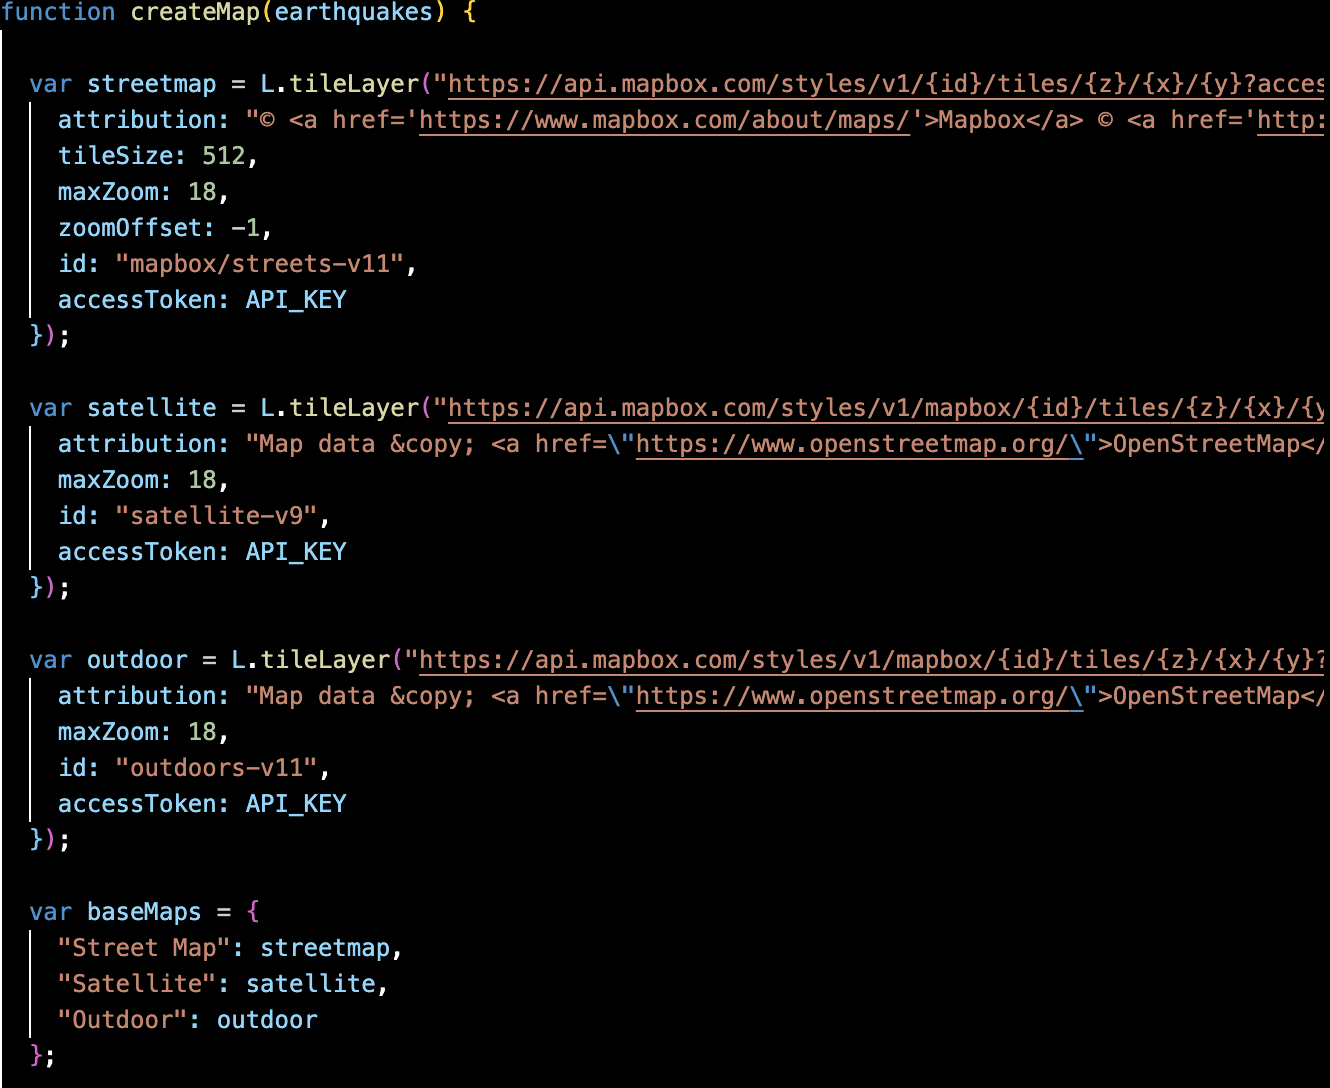 function createMap(earthquakes) {
var streetmap = L.tileLayer("https://api.mapbox.com/styles/v1/{id}/tiles/{z}/{x}/{y}?acces
attribution: "© <a href='https://www.mapbox.com/about/maps/'>Mapbox</a> © <a href='http:
tileSize: 512,
maxZoom: 18,
zoomOffset: -1,
id: "mapbox/streets-v11",
accessToken: API_KEY
});
var satellite = L.tileLayer("https://api.mapbox.com/styles/v1/mapbox/{id}/tiles/{z}/{x}/{y
attribution: "Map data &copy; <a href=\"https://www.openstreetmap.org/\">OpenStreetMap</
maxZoom: 18,
id: "satellite-v9",
accessToken: API_KEY
});
var outdoor = L.tileLayer("https://api.mapbox.com/styles/v1/mapbox/{id}/tiles/{z}/{x}/{y}?
attribution: "Map data &copy; <a href=\"https://www.openstreetmap.org/\">OpenStreetMap</
maxZoom: 18,
id: "outdoors-v11",
accessToken: API_KEY
});
var baseMaps = {
"Street Map": streetmap,
"Satellite": satellite,
"Outdoor": outdoor
};